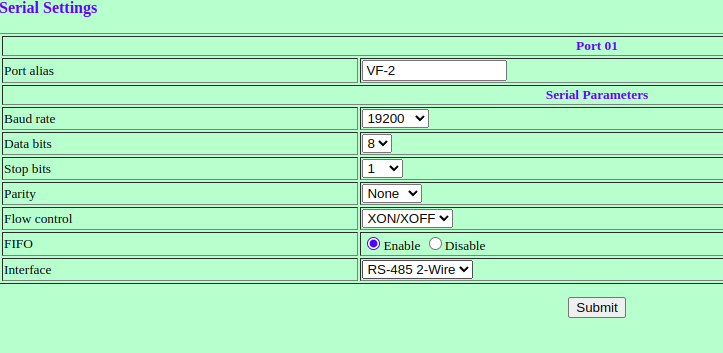 Serial Settings
Port 01
Port alias VF-2
Serial Parameters
Baud rate 19200
Data bits 8
Stop bits 1
Parity None
Flow control XON/XOFF
FIFO Enable Disable
Interface RS-485 2-Wire
Submit